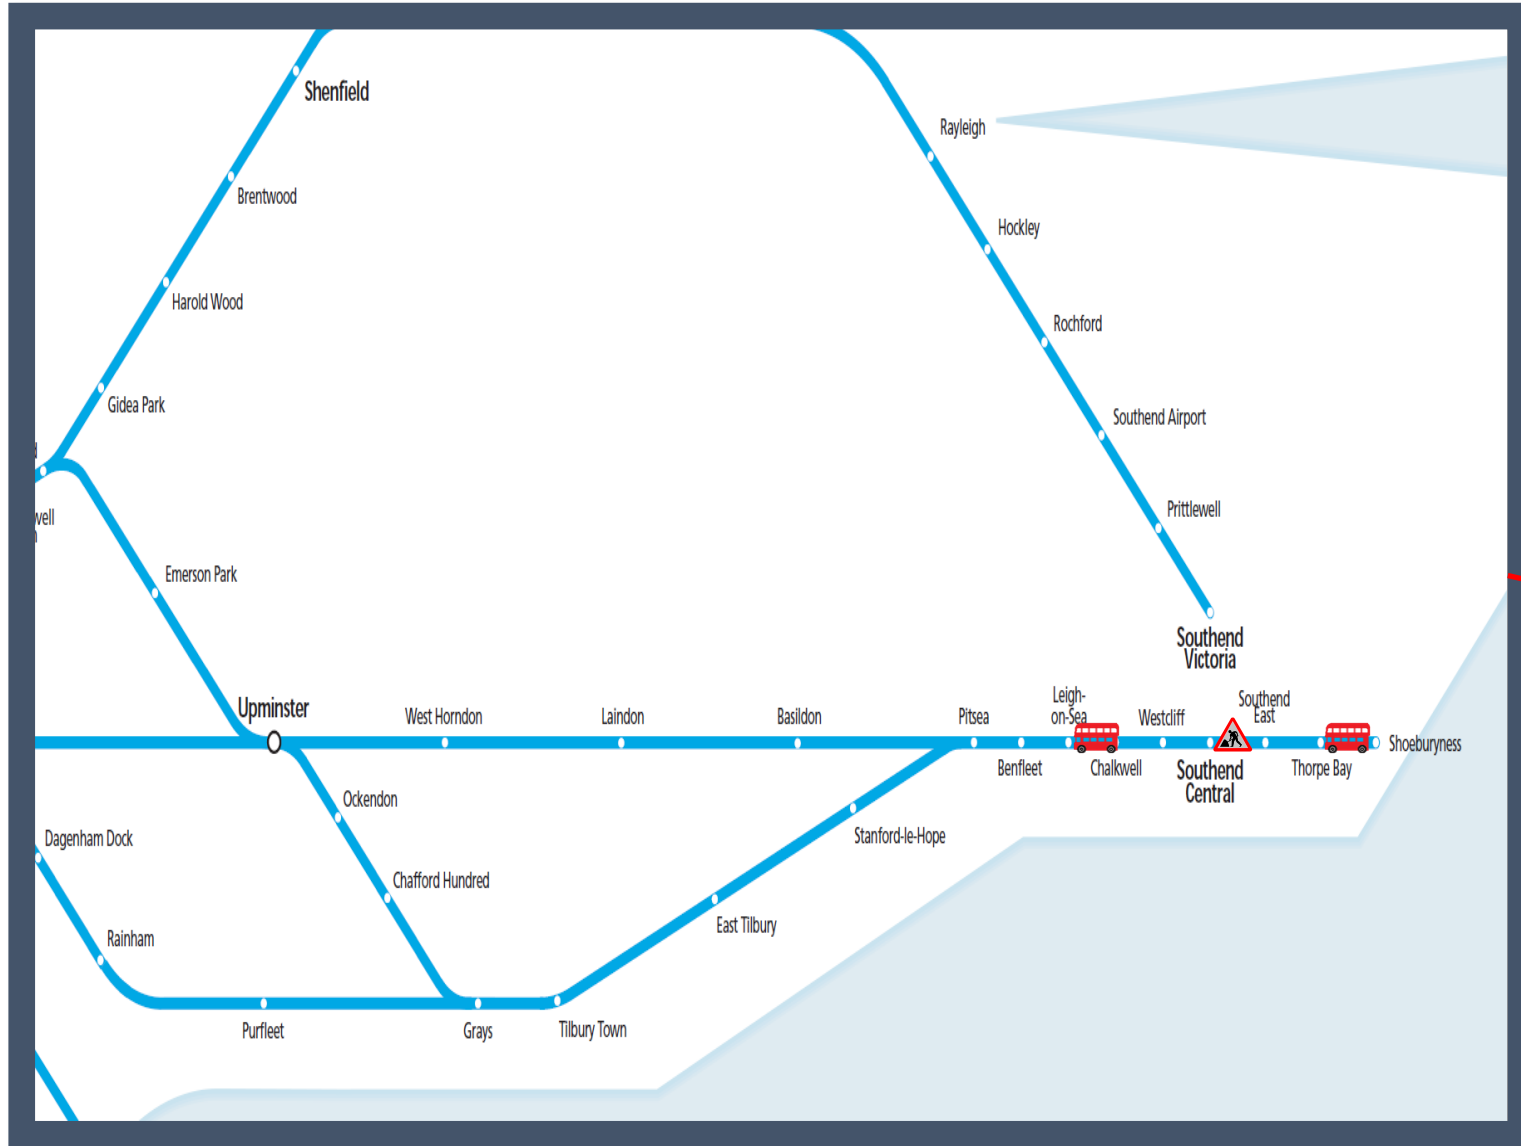 Shenfield
Rayleigh
Brentwood
Hockley
Harold Wood
Rochford
Gidea Park
Southend Airport
Prittlewell
Emerson Park
Southend
Victoria
Upminster
West Horndon
Laindon
Basildon
Pitsea
Leigh-
on-Sea
Westcliff
Southend
East
Shoeburyness
Benfleet
Chalkwell
Southend
Central
Thorpe Bay
Ockendon
Stanford-le-Hope
Dagenham Dock
Chafford Hundred
East Tilbury
Rainham
Purfleet
Grays
Tilbury Town